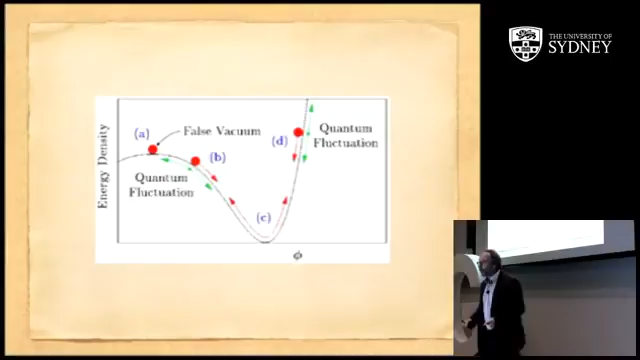 THE UNIVERSITY OF
SYDNEY
(a)
False Vacuum
(b)
Quantum
Fluctuation
(c)
(d)
Quantum
Fluctuation
Energy Density
ϕ